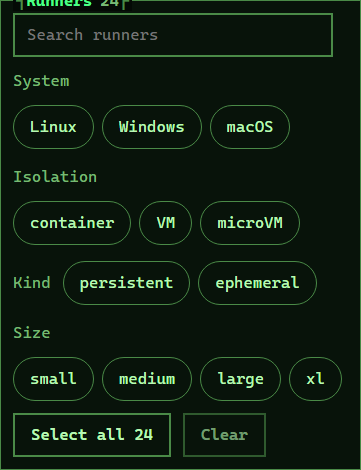 Runners 24
Search runners
System
Linux Windows macOS
Isolation
container VM microVM
Kind persistent ephemeral
Size
small medium large xl
Select all 24 Clear